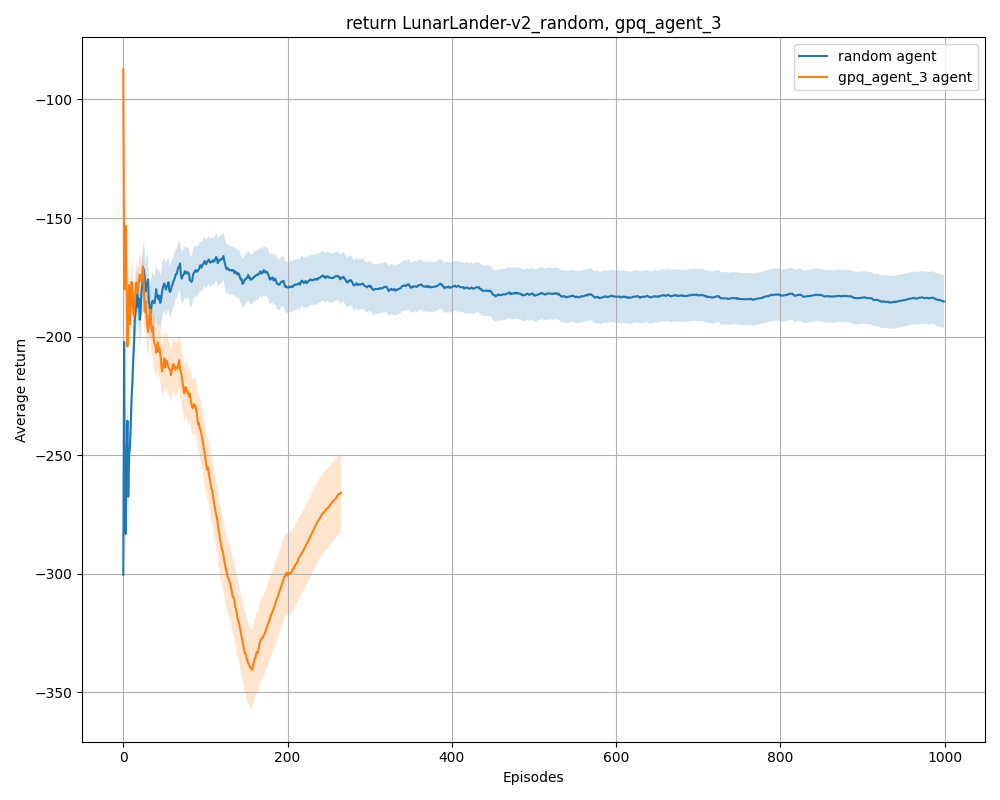 return LunarLander-v2_random, gpq_agent_3
random agent
gpq_agent_3 agent
Average return
−100
−150
−200
−250
−300
−350
0
200
400
600
800
1000
Episodes